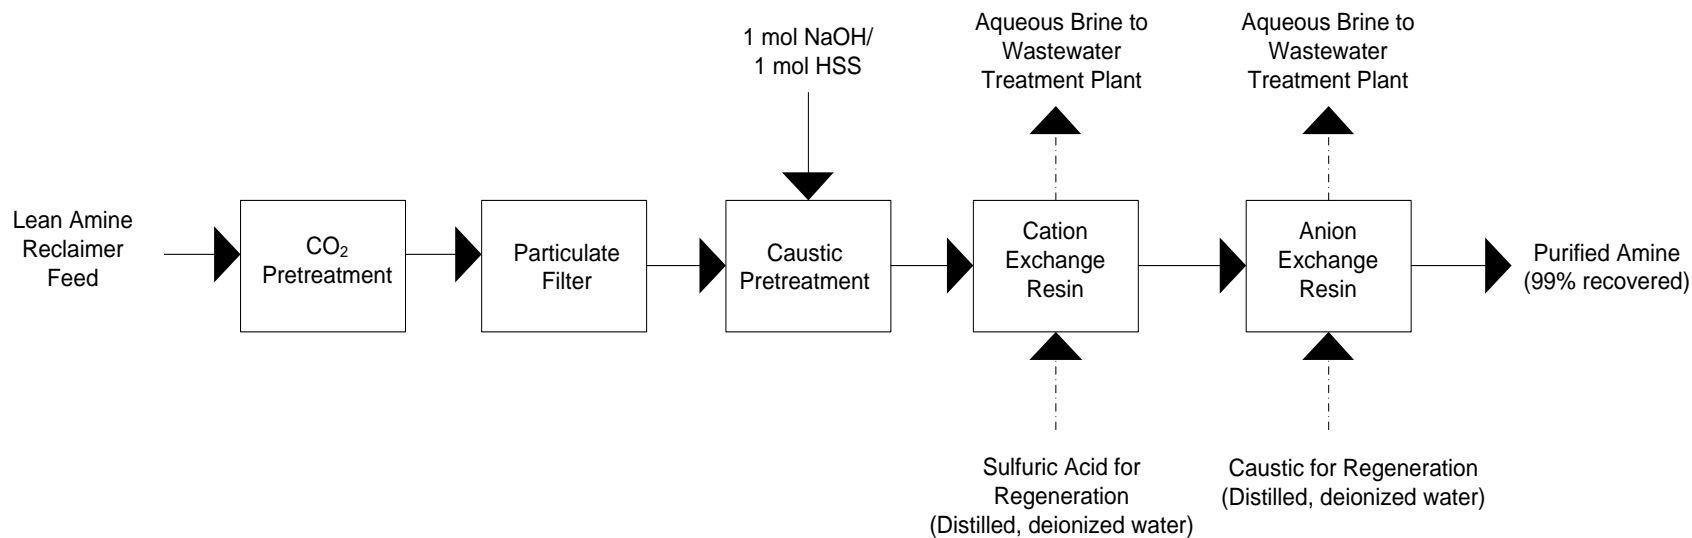 1 mol NaOH/
1 mol HSS
Aqueous Brine to
Wastewater
Treatment Plant
Aqueous Brine to
Wastewater
Treatment Plant
Lean Amine
Reclaimer
Feed
CO2
Pretreatment
Particulate
Filter
Caustic
Pretreatment
Cation
Exchange
Resin
Anion
Exchange
Resin
Purified Amine
(99% recovered)
Sulfuric Acid for
Regeneration
(Distilled, deionized water)
Caustic for Regeneration
(Distilled, deionized water)